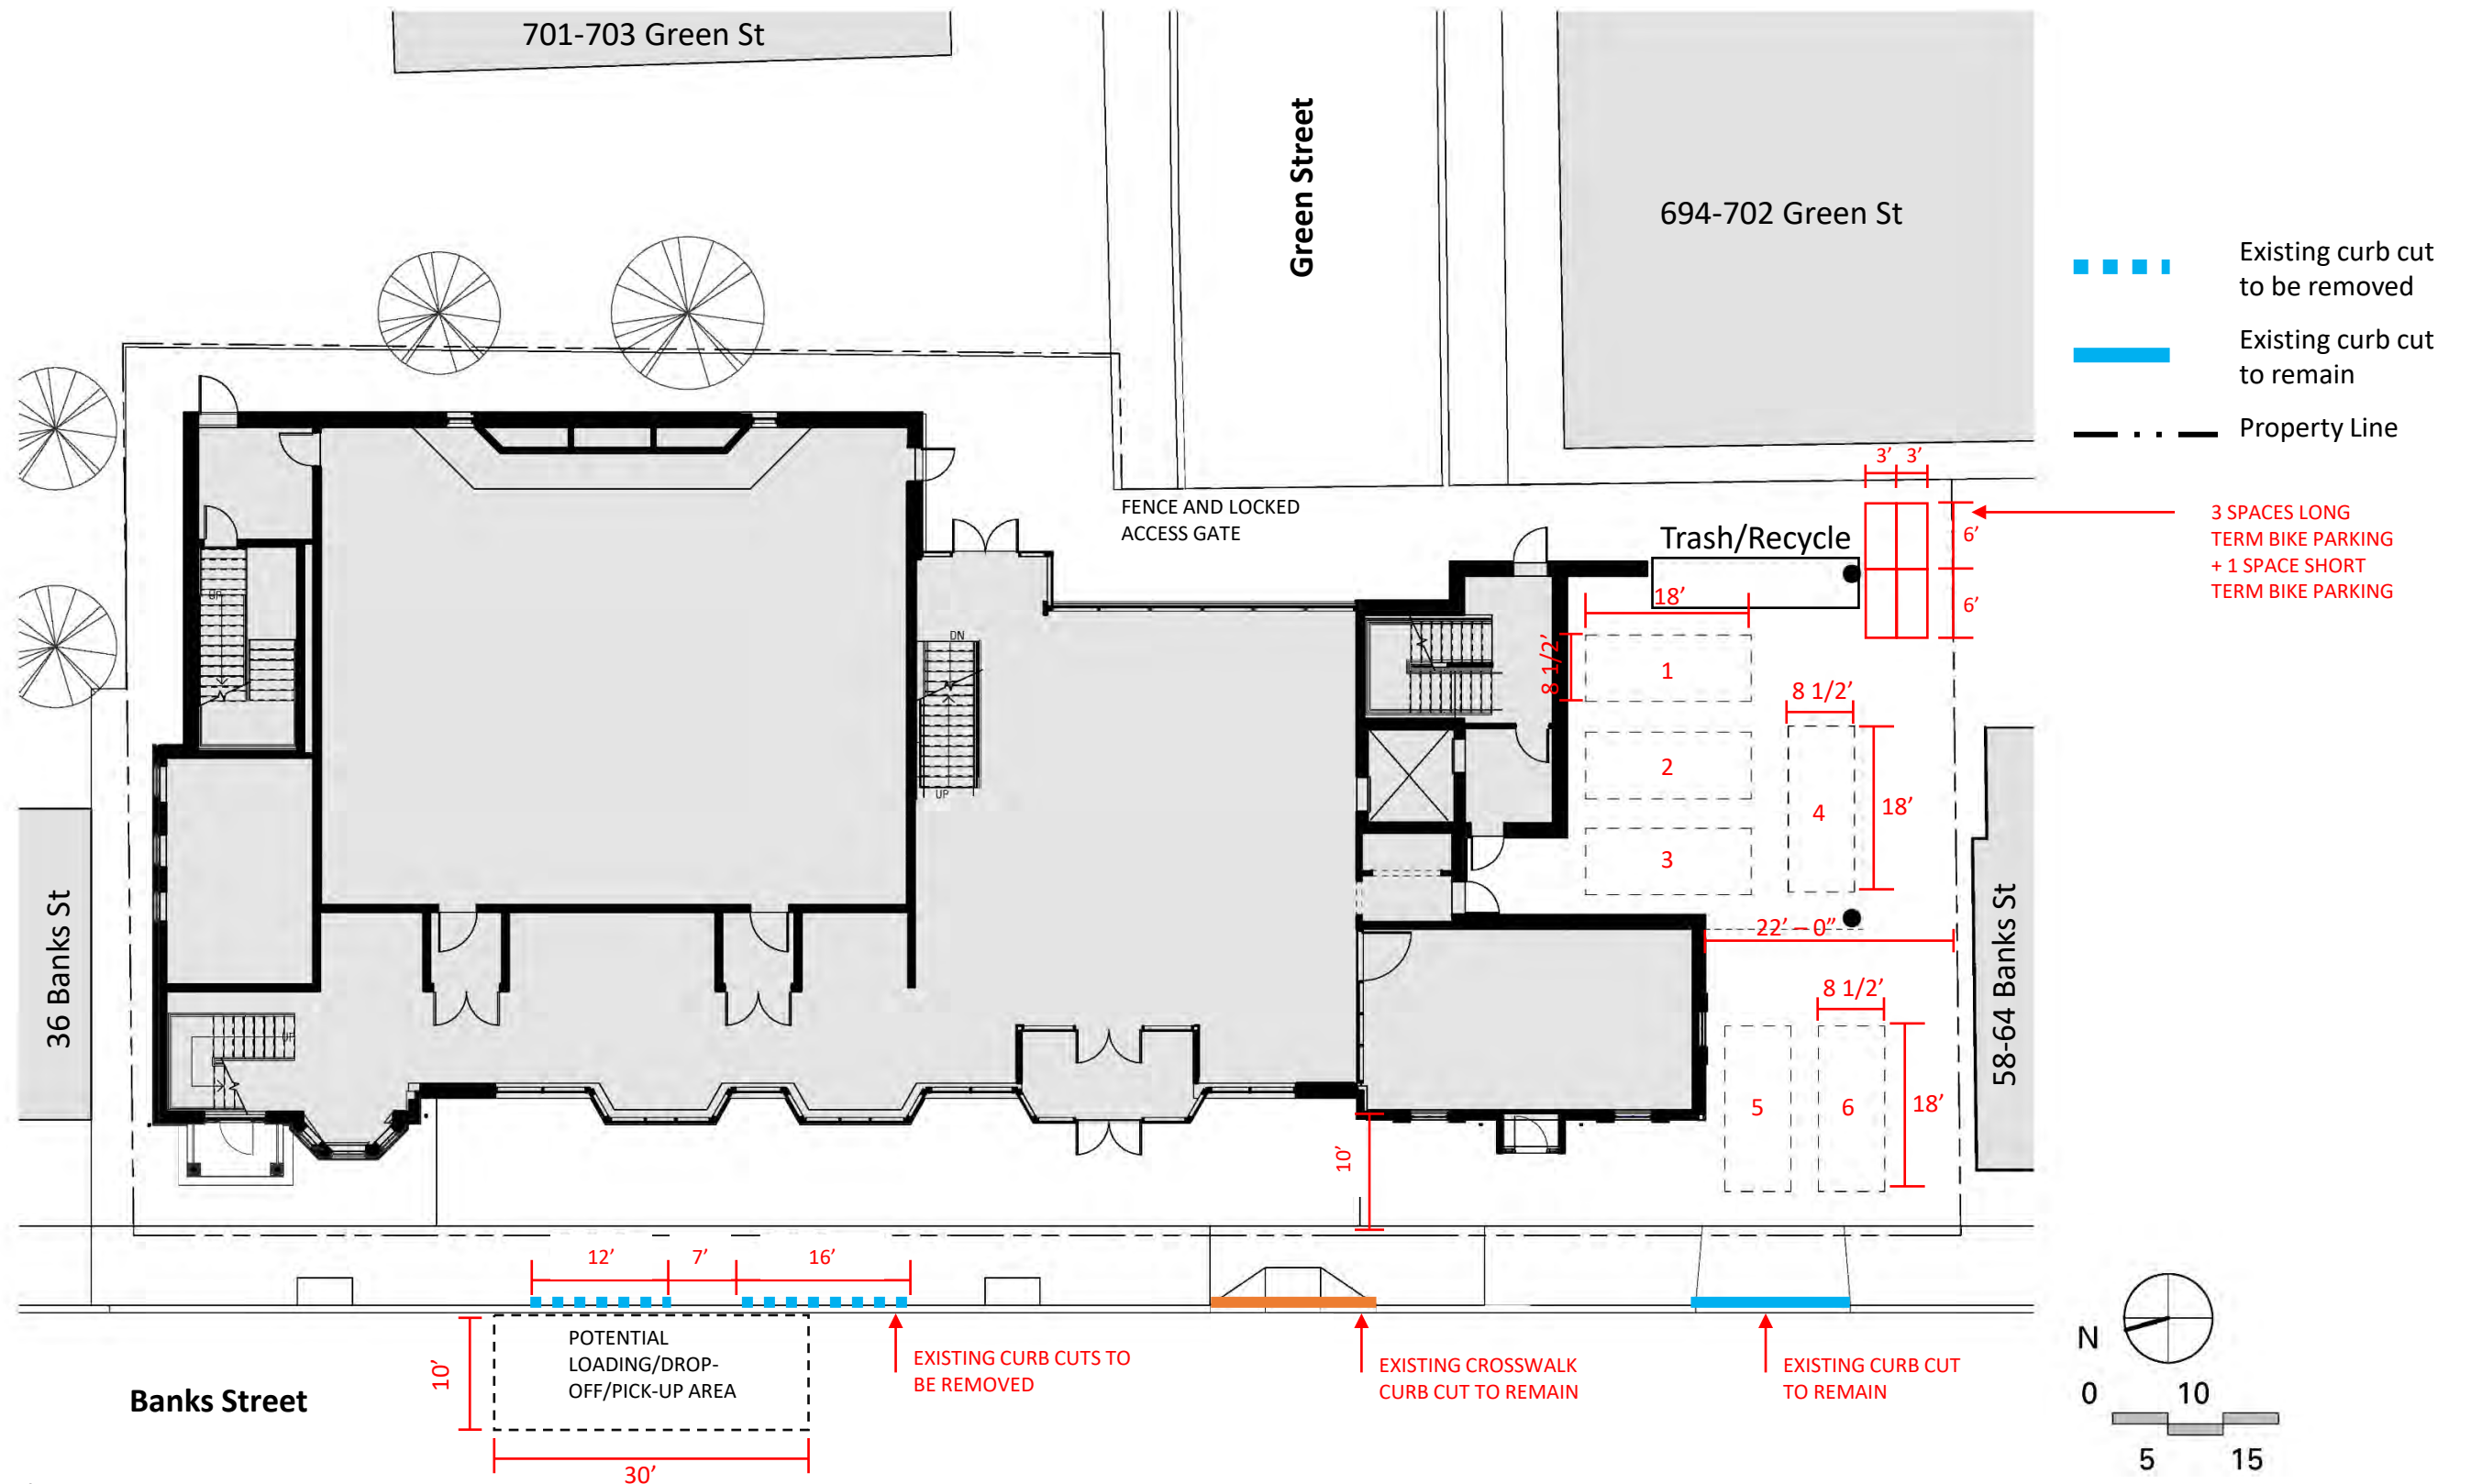 701-703 Green St
Green Street
694-702 Green St
Existing curb cut
to be removed
Existing curb cut
to remain
Property Line
3’ 3’
FENCE AND LOCKED
ACCESS GATE
Trash/Recycle
6’
6’
3 SPACES LONG
TERM BIKE PARKING
+ 1 SPACE SHORT
TERM BIKE PARKING
18’
8 1/2’
1
UP
DN
UP
2
3
8 1/2’
4
18’
22’ – 0”
36 Banks St
58-64 Banks St
8 1/2’
5
6
18’
UP
10’
12’
7’
16’
10’
POTENTIAL
LOADING/DROP-
OFF/PICK-UP AREA
30’
EXISTING CURB CUTS TO
BE REMOVED
EXISTING CROSSWALK
CURB CUT TO REMAIN
EXISTING CURB CUT
TO REMAIN
Banks Street
N
0 10
5 15